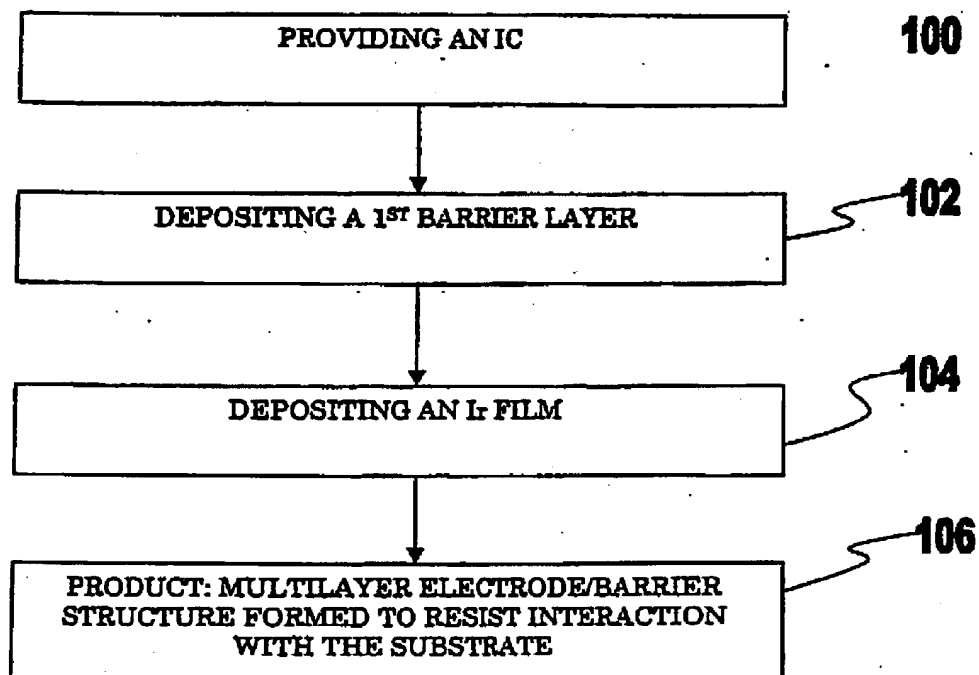 PROVIDING AN IC
100
DEPOSITING A 1ST BARRIER LAYER
102
DEPOSITING AN Ir FILM
104
PRODUCT: MULTILAYER ELECTRODE/BARRIER
STRUCTURE FORMED TO RESIST INTERACTION
WITH THE SUBSTRATE
106